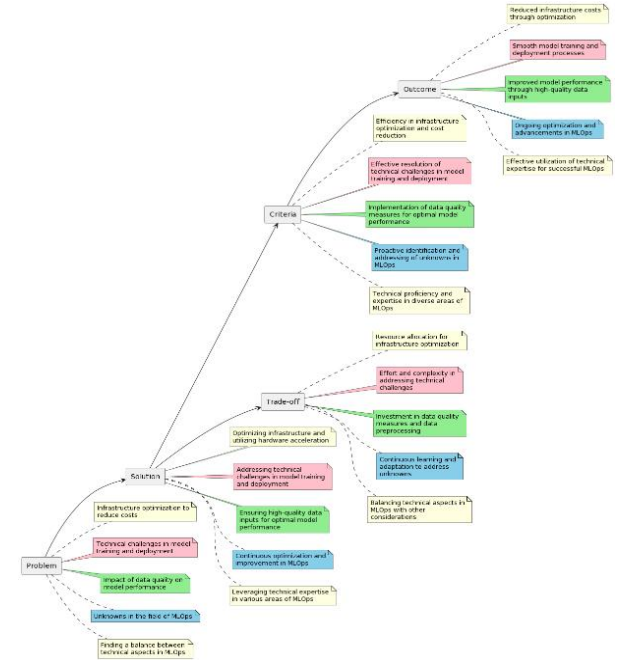 Reduced infrastructure costs
through optimization
Smooth model training and
deployment processes
Outcome
Improved model performance
through high-quality data
inputs
Ongoing optimization and
advancements in MLOps
Effective utilization of technical
expertise for successful MLOps
Efficiency in infrastructure
optimization and cost
reduction
Effective resolution of
technical challenges in model
training and deployment
Criteria
Implementation of data quality
measures for optimal model
performance
Proactive identification and
addressing of unknowns in
MLOps
Technical proficiency and
expertise in diverse areas of
MLOps
Resource allocation for
infrastructure optimization
Effort and complexity in
addressing technical
challenges
Trade-off
Investment in data quality
measures and data
preprocessing
Continuous learning and
adaptation to address
unknowns
Balancing technical aspects in
MLOps with other
considerations
Optimizing infrastructure and
utilizing hardware acceleration
Solution
Addressing technical
challenges in model training
and deployment
Ensuring high-quality data
inputs for optimal model
performance
Continuous optimization and
improvement in MLOps
Leveraging technical expertise
in various areas of MLOps
Infrastructure optimization to
reduce costs
Technical challenges in model
training and deployment
Problem
Impact of data quality on
model performance
Unknowns in the field of MLOps
Finding a balance between
technical aspects in MLOps